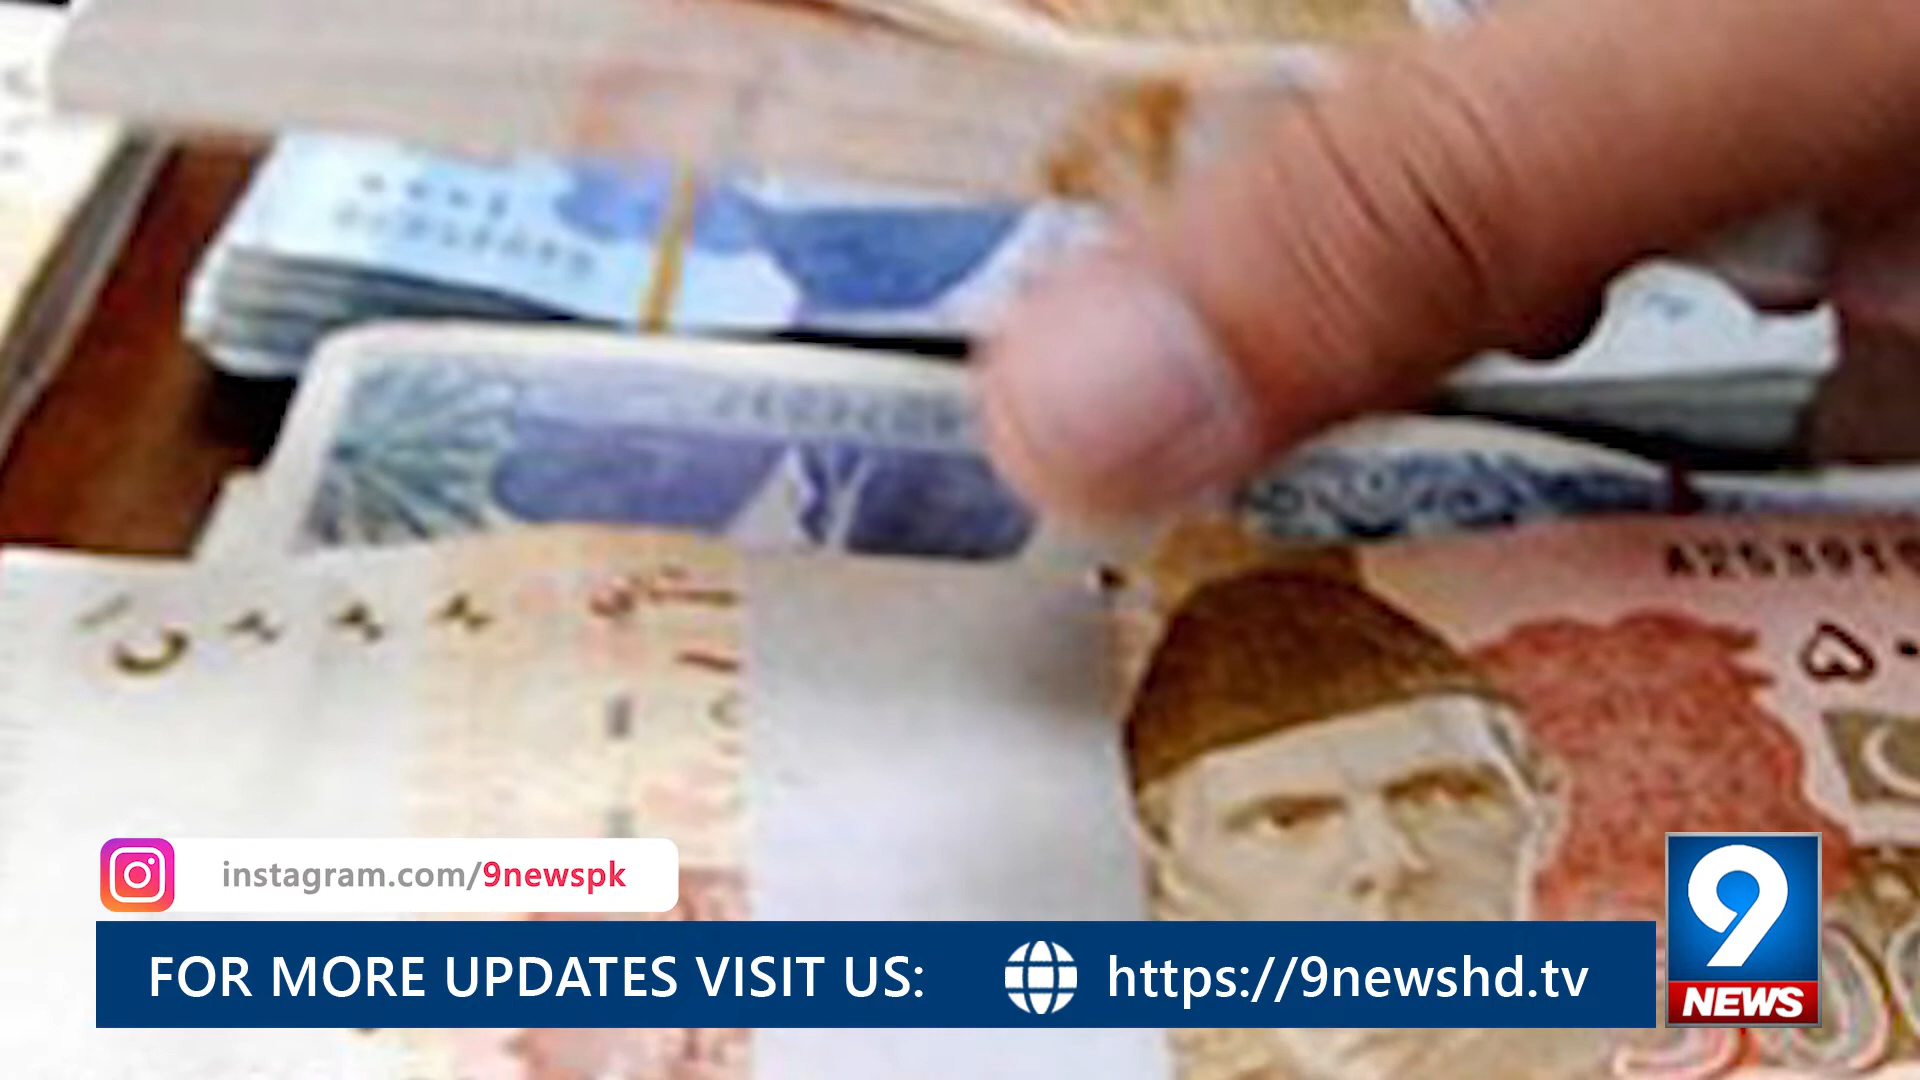 instagram.com/9newspk
FOR MORE UPDATES VISIT US: https://9newshd.tv
9
NEWS